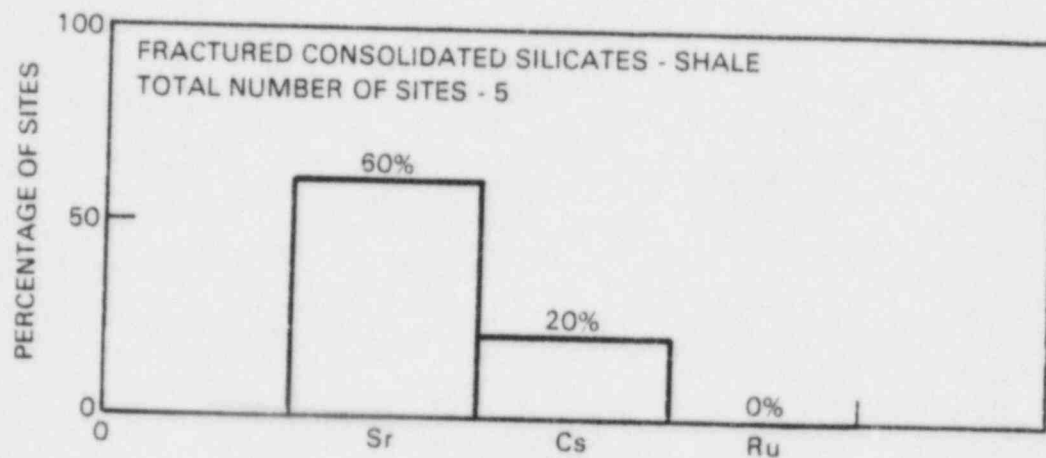 100
FRACTURED CONSOLIDATED SILICATES - SHALE
TOTAL NUMBER OF SITES - 5
PERCENTAGE OF SITES
60%
50
20%
0%
0
0
Sr
Cs
Ru